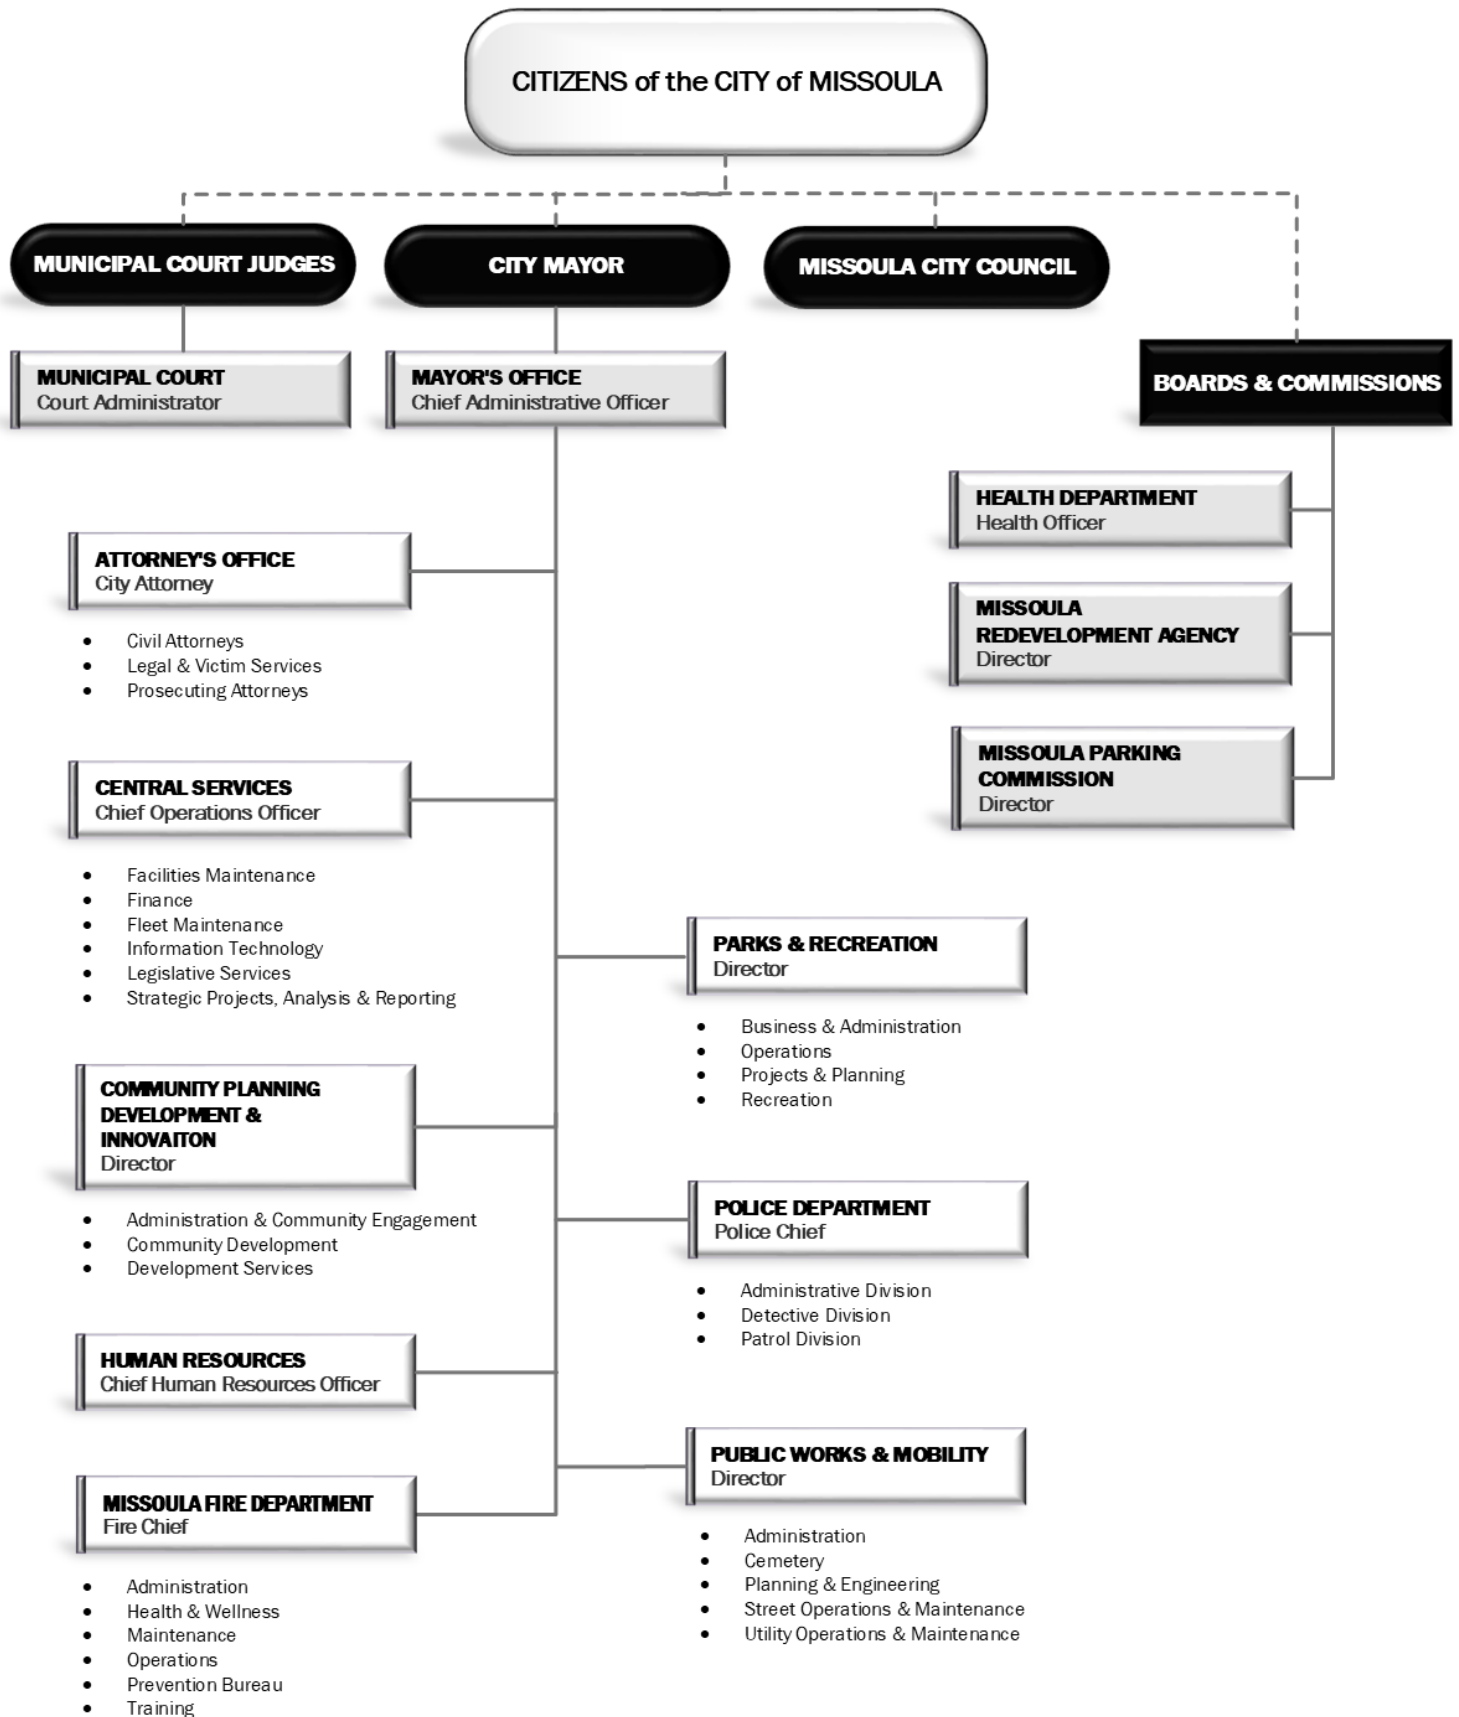 CITIZENS of the CITY of MISSOULA
MUNICIPAL COURT JUDGES
CITY MAYOR
MISSOULA CITY COUNCIL
BOARDS & COMMISSIONS
MUNICIPAL COURT
Court Administrator
MAYOR'S OFFICE
Chief Administrative Officer
HEALTH DEPARTMENT
Health Officer
MISSOULA
REDEVELOPMENT AGENCY
Director
MISSOULA PARKING
COMMISSION
Director
ATTORNEY'S OFFICE
City Attorney
• Civil Attorneys
• Legal & Victim Services
• Prosecuting Attorneys
CENTRAL SERVICES
Chief Operations Officer
• Facilities Maintenance
• Finance
• Fleet Maintenance
• Information Technology
• Legislative Services
• Strategic Projects, Analysis & Reporting
COMMUNITY PLANNING
DEVELOPMENT &
INNOVAITON
Director
• Administration & Community Engagement
• Community Development
• Development Services
HUMAN RESOURCES
Chief Human Resources Officer
MISSOULA FIRE DEPARTMENT
Fire Chief
• Administration
• Health & Wellness
• Maintenance
• Operations
• Prevention Bureau
• Training
PARKS & RECREATION
Director
• Business & Administration
• Operations
• Projects & Planning
• Recreation
POLICE DEPARTMENT
Police Chief
• Administrative Division
• Detective Division
• Patrol Division
PUBLIC WORKS & MOBILITY
Director
• Administration
• Cemetery
• Planning & Engineering
• Street Operations & Maintenance
• Utility Operations & Maintenance